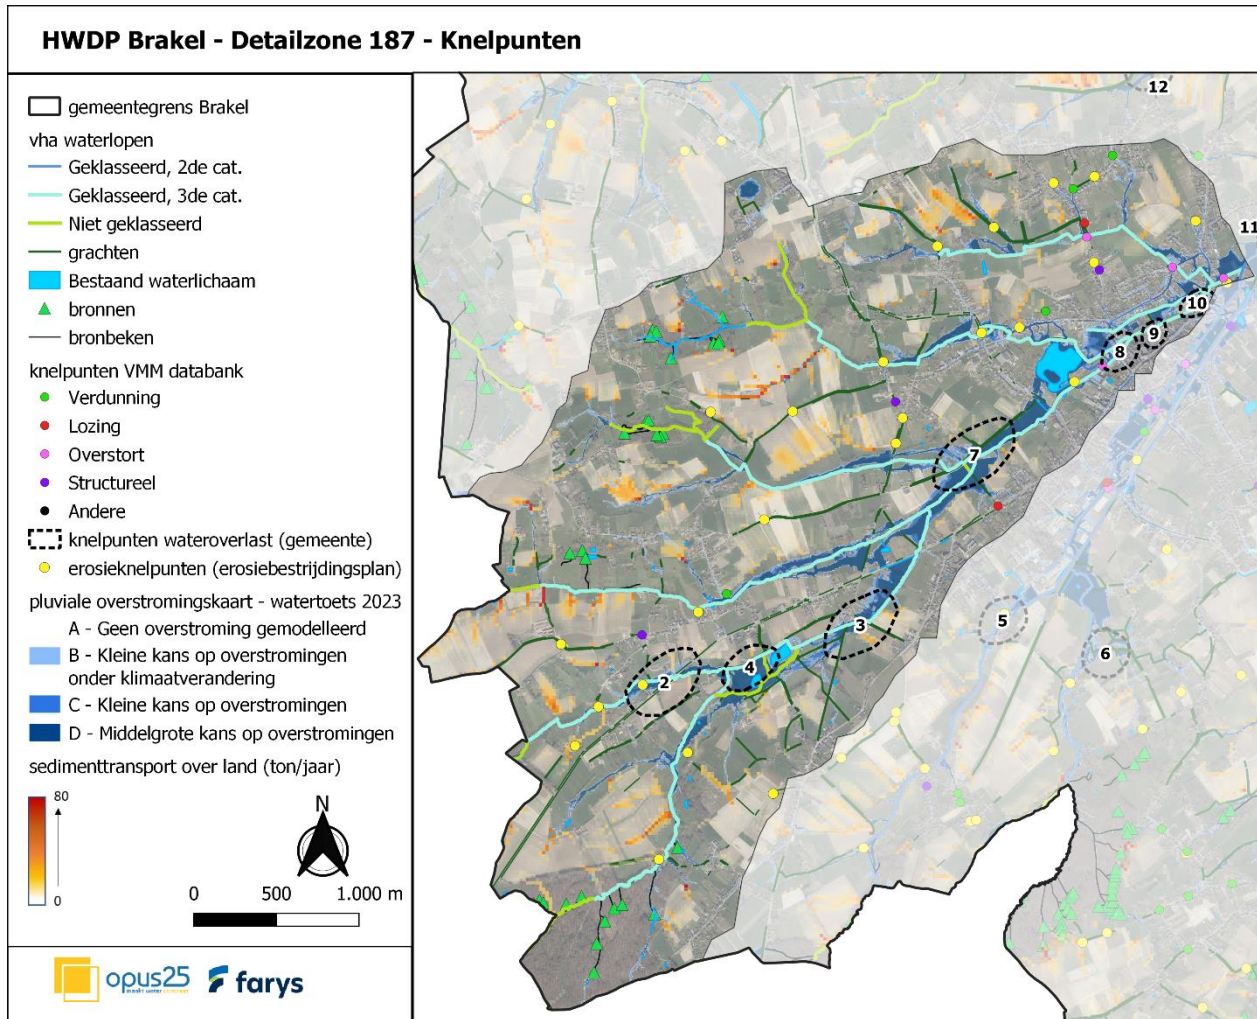 HWDP Brakel - Detailzone 187 - Knelpunten
gemeentegrens Brakel
vha waterlopen
Geklasseerd, 2de cat.
Geklasseerd, 3de cat.
Niet geklasseerd
grachten
Bestaand waterlichaam
bronnen
bronbeken
knelpunten VMM databank
Verdunning
Lozing
Overstort
Structureel
Andere
knelpunten wateroverlast (gemeente)
erosieknelpunten (erosiebestrijdingsplan)
pluviale overstromingskaart - watertoets 2023
A - Geen overstroming gemodelleerd
B - Kleine kans op overstromingen
onder klimaatverandering
C - Kleine kans op overstromingen
D - Middelgrote kans op overstromingen
sedimenttransport over land (ton/jaar)
80
0
N
0 500 1.000 m
opus25
maakt water concreet
farys
12
11
10
9
8
7
5
3
6
4
2